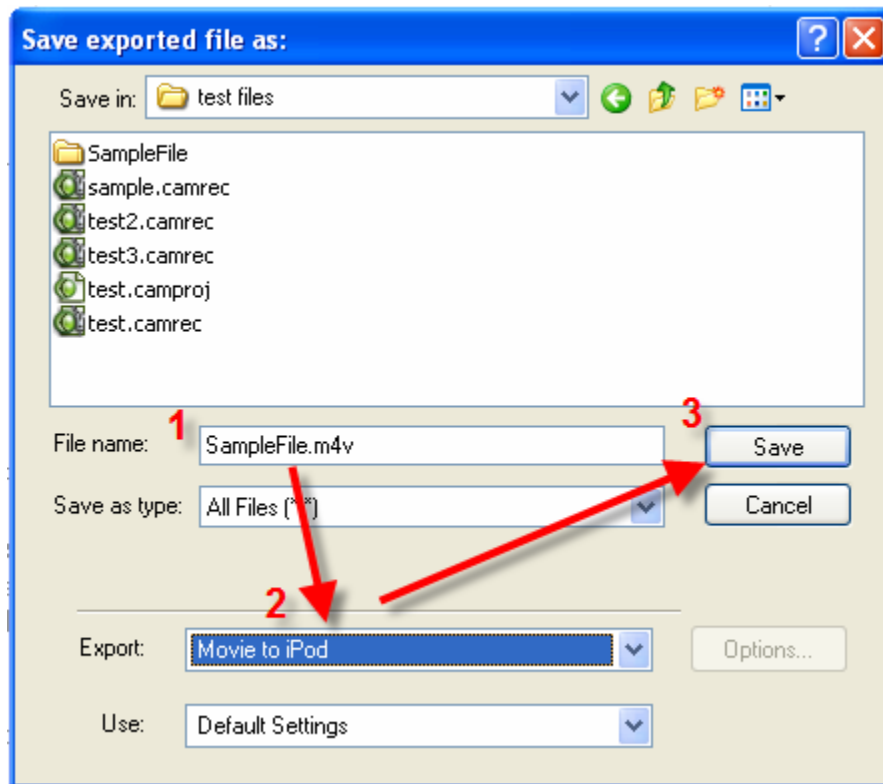 Save exported file as:
Save in: test files
SampleFile
sample.camrec
test2.camrec
test3.camrec
test.camproj
test.camrec
1
3
File name: SampleFile.m4v Save
Save as type: All Files (*.*) Cancel
2
Export: Movie to iPod Options...
Use: Default Settings